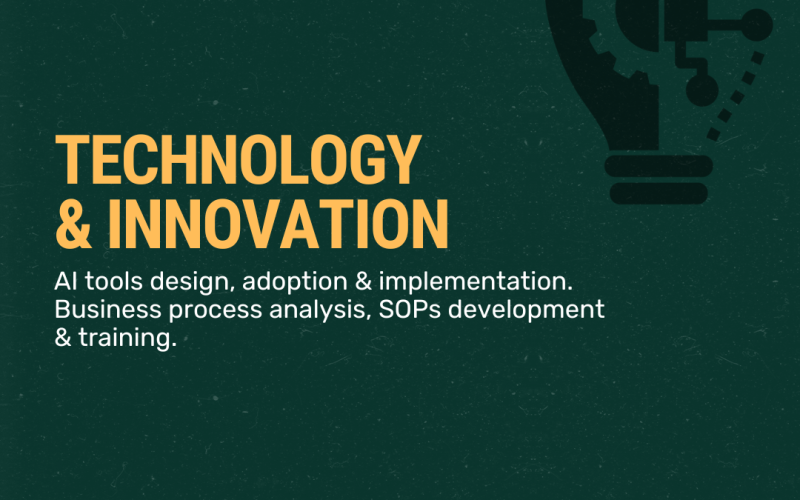 TECHNOLOGY
& INNOVATION
AI tools design, adoption & implementation.
Business process analysis, SOPs development
& training.